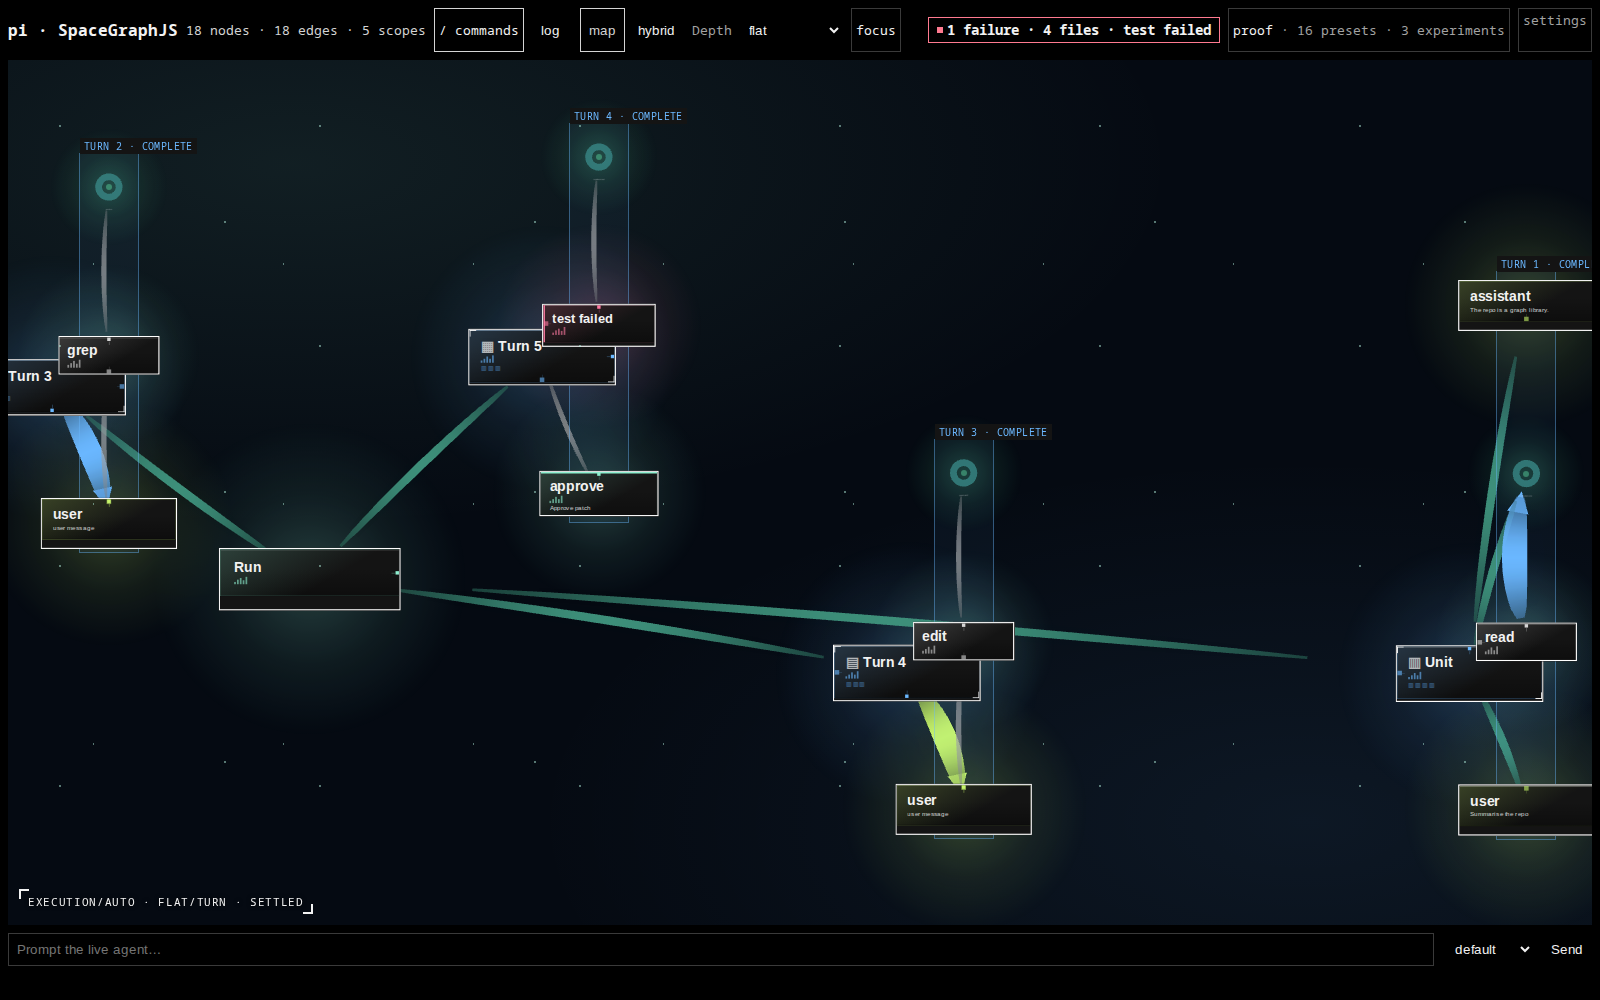 pi · SpaceGraphJS 18 nodes · 18 edges · 5 scopes / commands log map hybrid Depth flat focus 1 failure · 4 files · test failed proof · 16 presets · 3 experiments settings
TURN 4 · COMPLETE
TURN 2 · COMPLETE
TURN 1 · COMPL
assistant
The repo is a graph library.
test failed
Turn 5
grep
Turn 3
TURN 3 · COMPLETE
approve
Approve patch
user
user message
Run
edit
Turn 4
read
Unit
user
user message
user
Summarise the repo
EXECUTION/AUTO · FLAT/TURN · SETTLED
Prompt the live agent… default Send